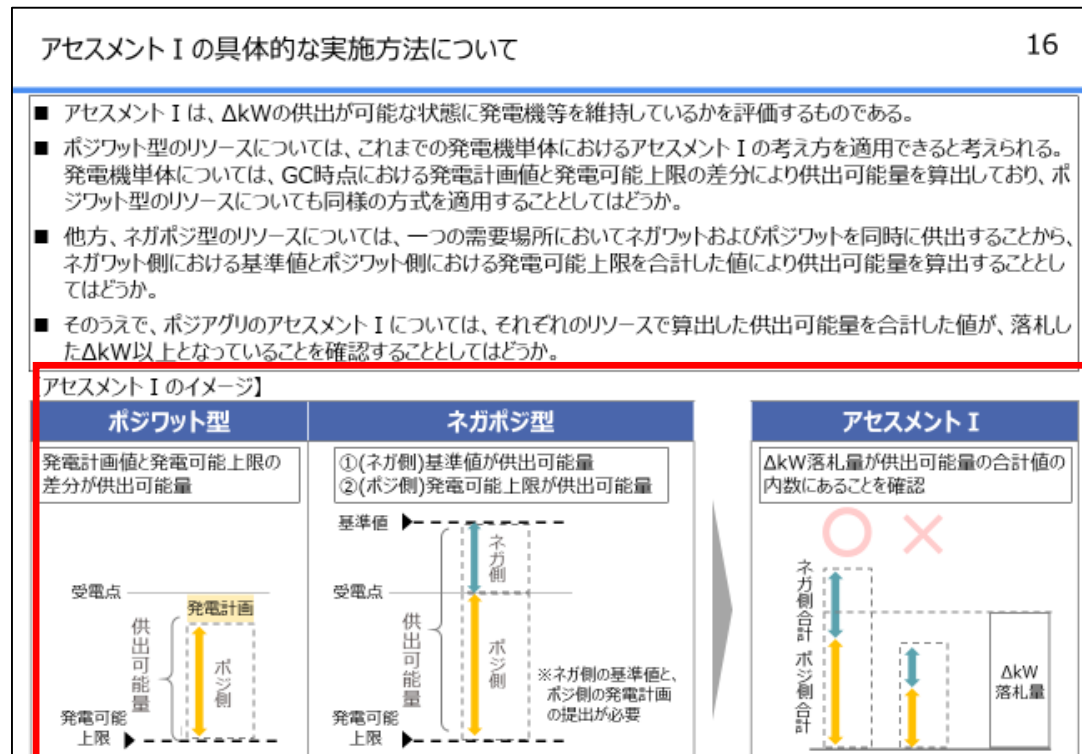 アセスメントⅠの具体的な実施方法について
16
■ アセスメントⅠは、ΔkWの供出が可能な状態に発電機等を維持しているかを評価するものである。
■ ポジワット型のリソースについては、これまでの発電機単体におけるアセスメントⅠの考え方を適用できると考えられる。
発電機単体については、GC時点における発電計画値と発電可能上限の差分により供出可能量を算出しており、ポ
ジワット型のリソースについても同様の方式を適用することとしてはどうか。
■ 他方、ネガポジ型のリソースについては、一つの需要場所においてネガワットおよびポジワットを同時に供出することから、
ネガワット側における基準値とポジワット側における発電可能上限を合計した値により供出可能量を算出することとし
てはどうか。
■ そのうえで、ポジアグリのアセスメントⅠについては、それぞれのリソースで算出した供出可能量を合計した値が、落札し
たΔkW以上となっていることを確認することとしてはどうか。
【アセスメントⅠのイメージ】
ポジワット型
発電計画値と発電可能上限の
差分が供出可能量
受電点
発電計画
供出可能量
ポジ側
発電可能
上限
ネガポジ型
①(ネガ側)基準値が供出可能量
②(ポジ側)発電可能上限が供出可能量
基準値
ネガ側
受電点
供出可能量
ポジ側
※ネガ側の基準値と、
ポジ側の発電計画
の提出が必要
発電可能
上限
アセスメントⅠ
ΔkW落札量が供出可能量の合計値の
内数にあることを確認
ネガ側合計
ポジ側合計
ΔkW
落札量